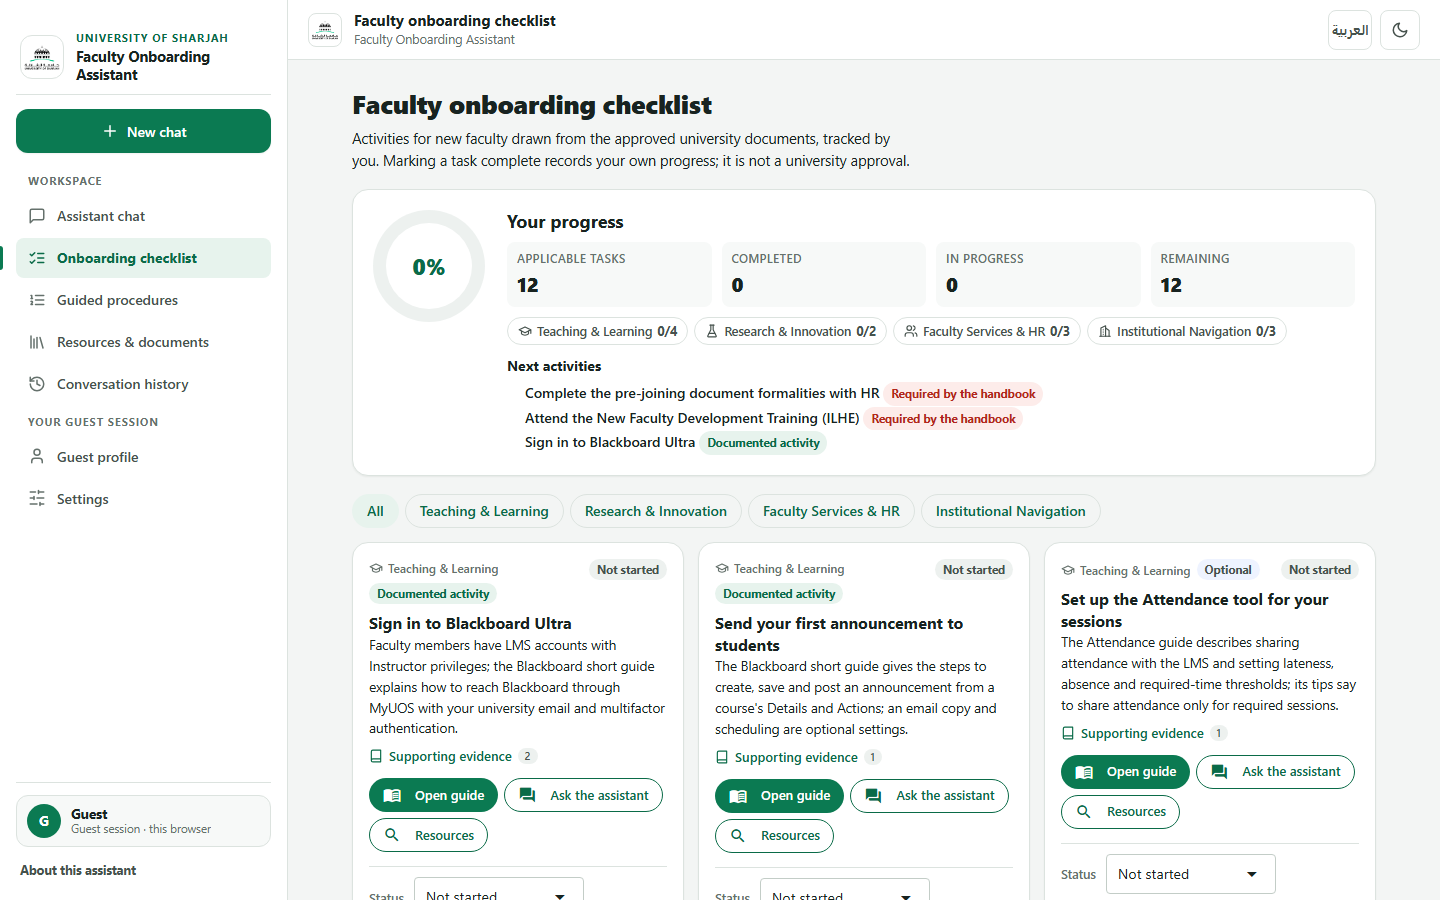 UNIVERSITY OF SHARJAH
Faculty Onboarding
Assistant
New chat
WORKSPACE
Assistant chat
Onboarding checklist
Guided procedures
Resources & documents
Conversation history
YOUR GUEST SESSION
Guest profile
Settings
G
Guest
Guest session · this browser
About this assistant
Faculty onboarding checklist
Faculty Onboarding Assistant
العربية
Faculty onboarding checklist
Activities for new faculty drawn from the approved university documents, tracked by
you. Marking a task complete records your own progress; it is not a university approval.
0%
Your progress
APPLICABLE TASKS
12
COMPLETED
0
IN PROGRESS
0
REMAINING
12
Teaching & Learning 0/4
Research & Innovation 0/2
Faculty Services & HR 0/3
Institutional Navigation 0/3
Next activities
Complete the pre-joining document formalities with HR Required by the handbook
Attend the New Faculty Development Training (ILHE) Required by the handbook
Sign in to Blackboard Ultra Documented activity
All
Teaching & Learning
Research & Innovation
Faculty Services & HR
Institutional Navigation
Teaching & Learning
Not started
Documented activity
Sign in to Blackboard Ultra
Faculty members have LMS accounts with
Instructor privileges; the Blackboard short guide
explains how to reach Blackboard through
MyUOS with your university email and multifactor
authentication.
Supporting evidence 2
Open guide
Ask the assistant
Resources
Status
Not started
Teaching & Learning
Not started
Documented activity
Send your first announcement to
students
The Blackboard short guide gives the steps to
create, save and post an announcement from a
course's Details and Actions; an email copy and
scheduling are optional settings.
Supporting evidence 1
Open guide
Ask the assistant
Resources
Status
Not started
Teaching & Learning
Optional
Not started
Set up the Attendance tool for your
sessions
The Attendance guide describes sharing
attendance with the LMS and setting lateness,
absence and required-time thresholds; its tips say
to share attendance only for required sessions.
Supporting evidence 1
Open guide
Ask the assistant
Resources
Status
Not started